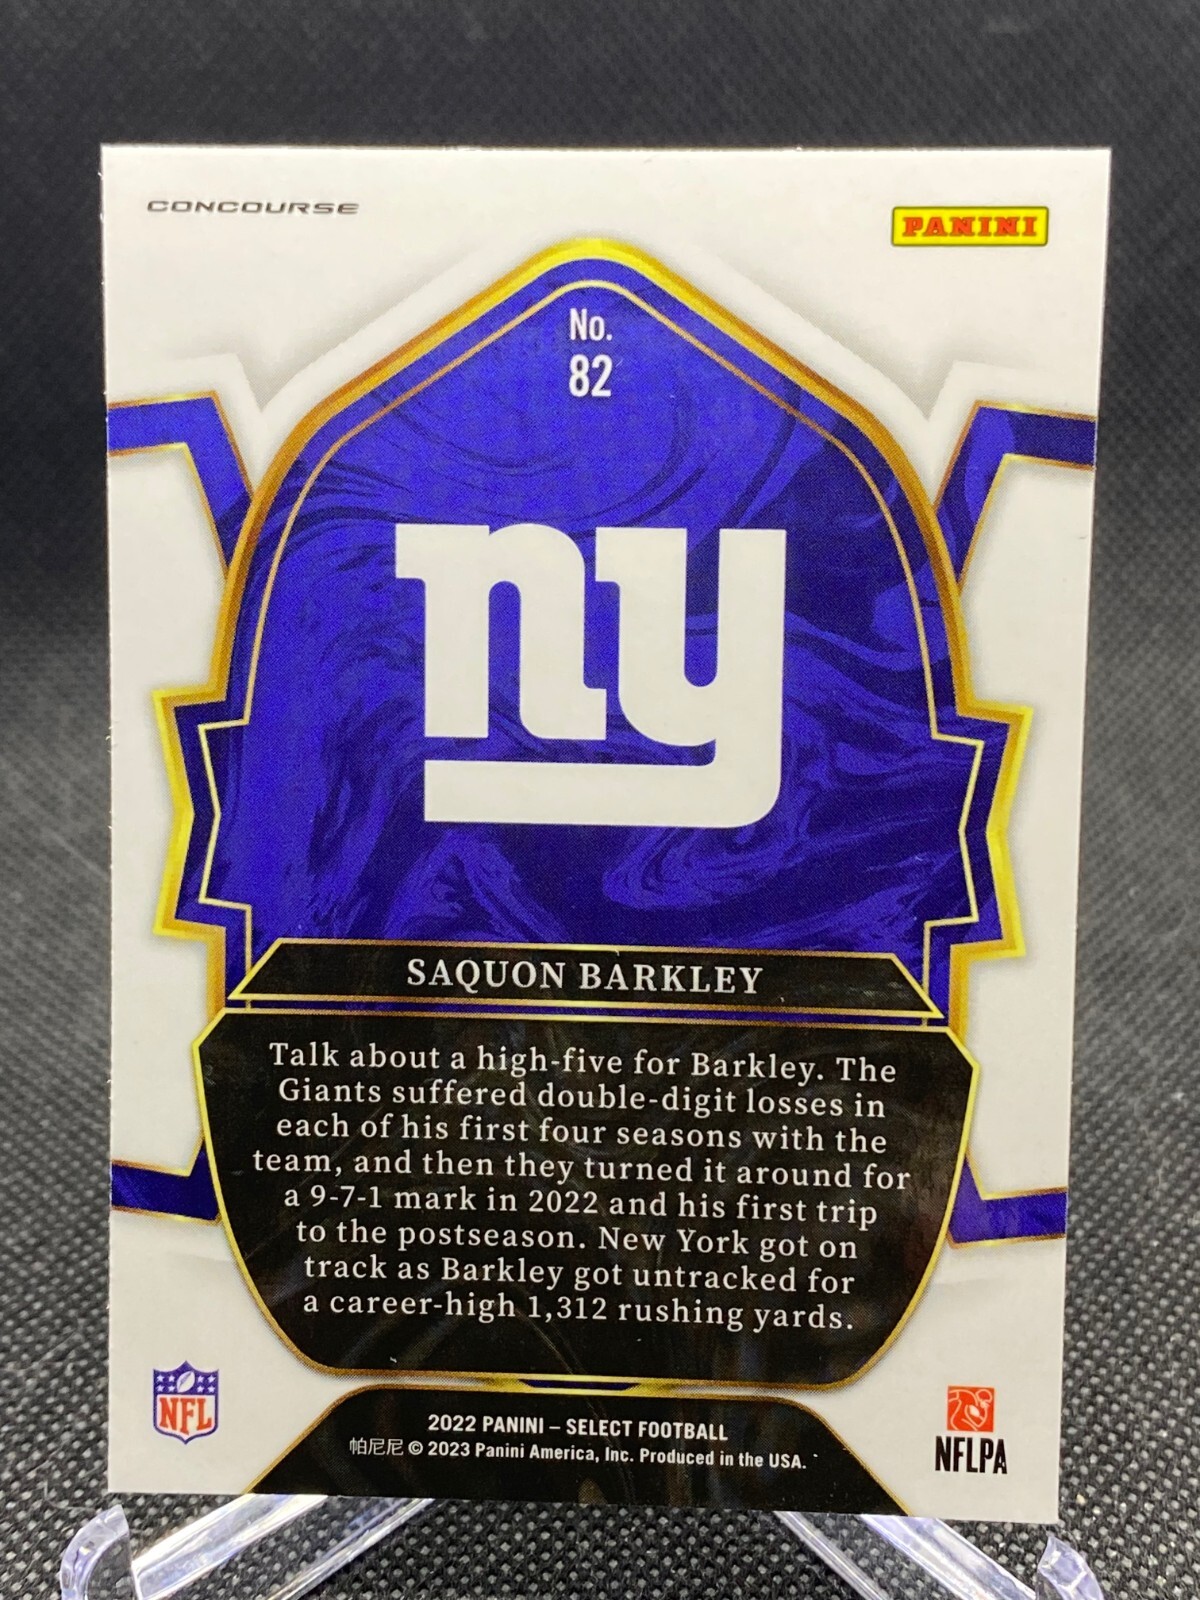 CONCOURSE
PANINI
No.
82
ny
SAQUON BARKLEY
Talk about a high-five for Barkley. The
Giants suffered double-digit losses in
each of his first four seasons with the
team, and then they turned it around for
a 9-7-1 mark in 2022 and his first trip
to the postseason. New York got on
track as Barkley got untracked for
a career-high 1,312 rushing yards.
NFL
2022 PANINI – SELECT FOOTBALL
帕尼尼 © 2023 Panini America, Inc. Produced in the USA.
NFLPA